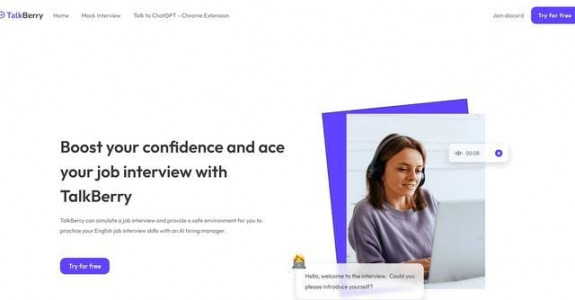 TalkBerry
Home
Mock Interview
Talk to ChatGPT - Chrome Extension
Join discord
Try for free
Boost your confidence and ace
your job interview with
TalkBerry
TalkBerry can simulate a job interview and provide a safe environment for you to
practice your English job interview skills with an AI hiring manager.
Try for free
00:08
Hello, welcome to the interview. Could you
please introduce yourself?